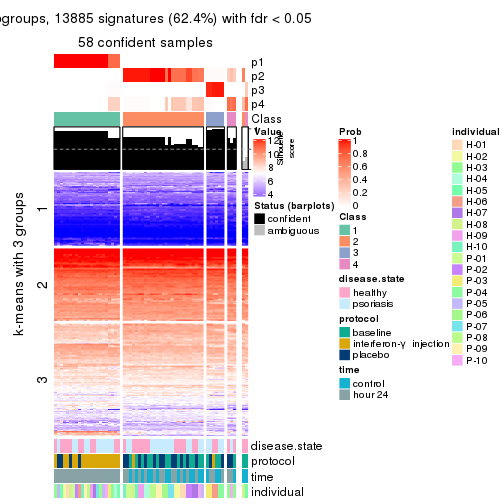 ogroups, 13885 signatures (62.4%) with fdr < 0.05
58 confident samples
p1
p2
p3
p4
Class
k-means with 3 groups
1
2
3
disease.state
protocol
time
individual
Value
12
8
6
4
score
Status (barplots)
confident
ambiguous
Prob
1
0.8
0.6
0.4
0.2
0
Class
1
2
3
4
disease.state
healthy
psoriasis
protocol
baseline
interferon-γ injection
placebo
time
control
hour 24
individual
H-01
H-02
H-03
H-04
H-05
H-06
H-07
H-08
H-09
H-10
P-01
P-02
P-03
P-04
P-05
P-06
P-07
P-08
P-09
P-10